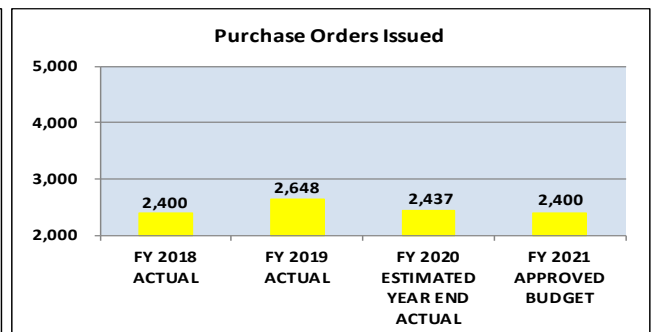 Purchase Orders Issued
5,000
4,000
3,000
2,000
2,400
2,648
2,437
2,400
FY 2018
ACTUAL
FY 2019
ACTUAL
FY 2020
ESTIMATED
YEAR END
ACTUAL
FY 2021
APPROVED
BUDGET